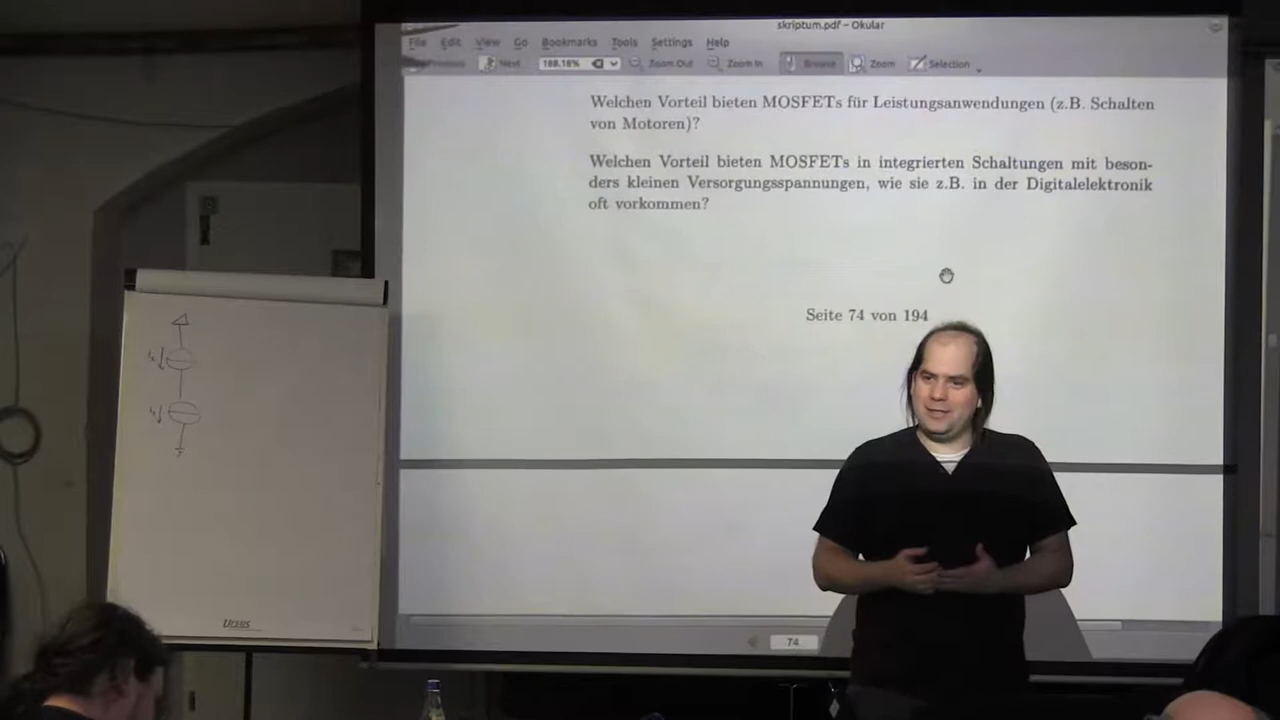 skriptum.pdf – Okular
File Edit View Go Bookmarks Tools Settings Help
Previous Next 188.18% Zoom Out Zoom In Browse Zoom Selection
Welchen Vorteil bieten MOSFETs für Leistungsanwendungen (z.B. Schalten
von Motoren)?
Welchen Vorteil bieten MOSFETs in integrierten Schaltungen mit beson-
ders kleinen Versorgungsspannungen, wie sie z.B. in der Digitalelektronik
oft vorkommen?
Seite 74 von 194
74
URSUS